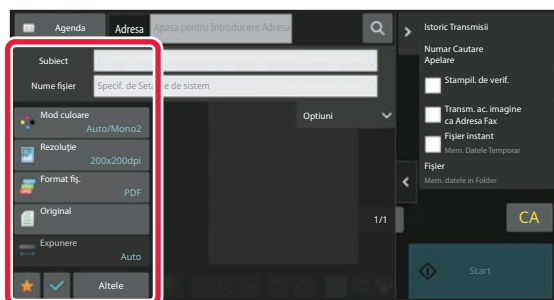 Agenda
Adresa
Apasa pentru Introducere Adresa
Istoric Transmisii
Numar Cautare
Apelare
Subiect
Nume fişier
Specif. de Setare de sistem
Stampil. de verif.
Transm. ac. imagine
ca Adresa Fax
Fişier instant
Mem. Datele Temporar
Fişier
Mem. datele in Folder
Mod culoare
Auto/Mono2
Optiuni
Rezoluţie
200x200dpi
Format fiş.
PDF
Original
1/1
Expunere
Auto
Altele
CA
Start